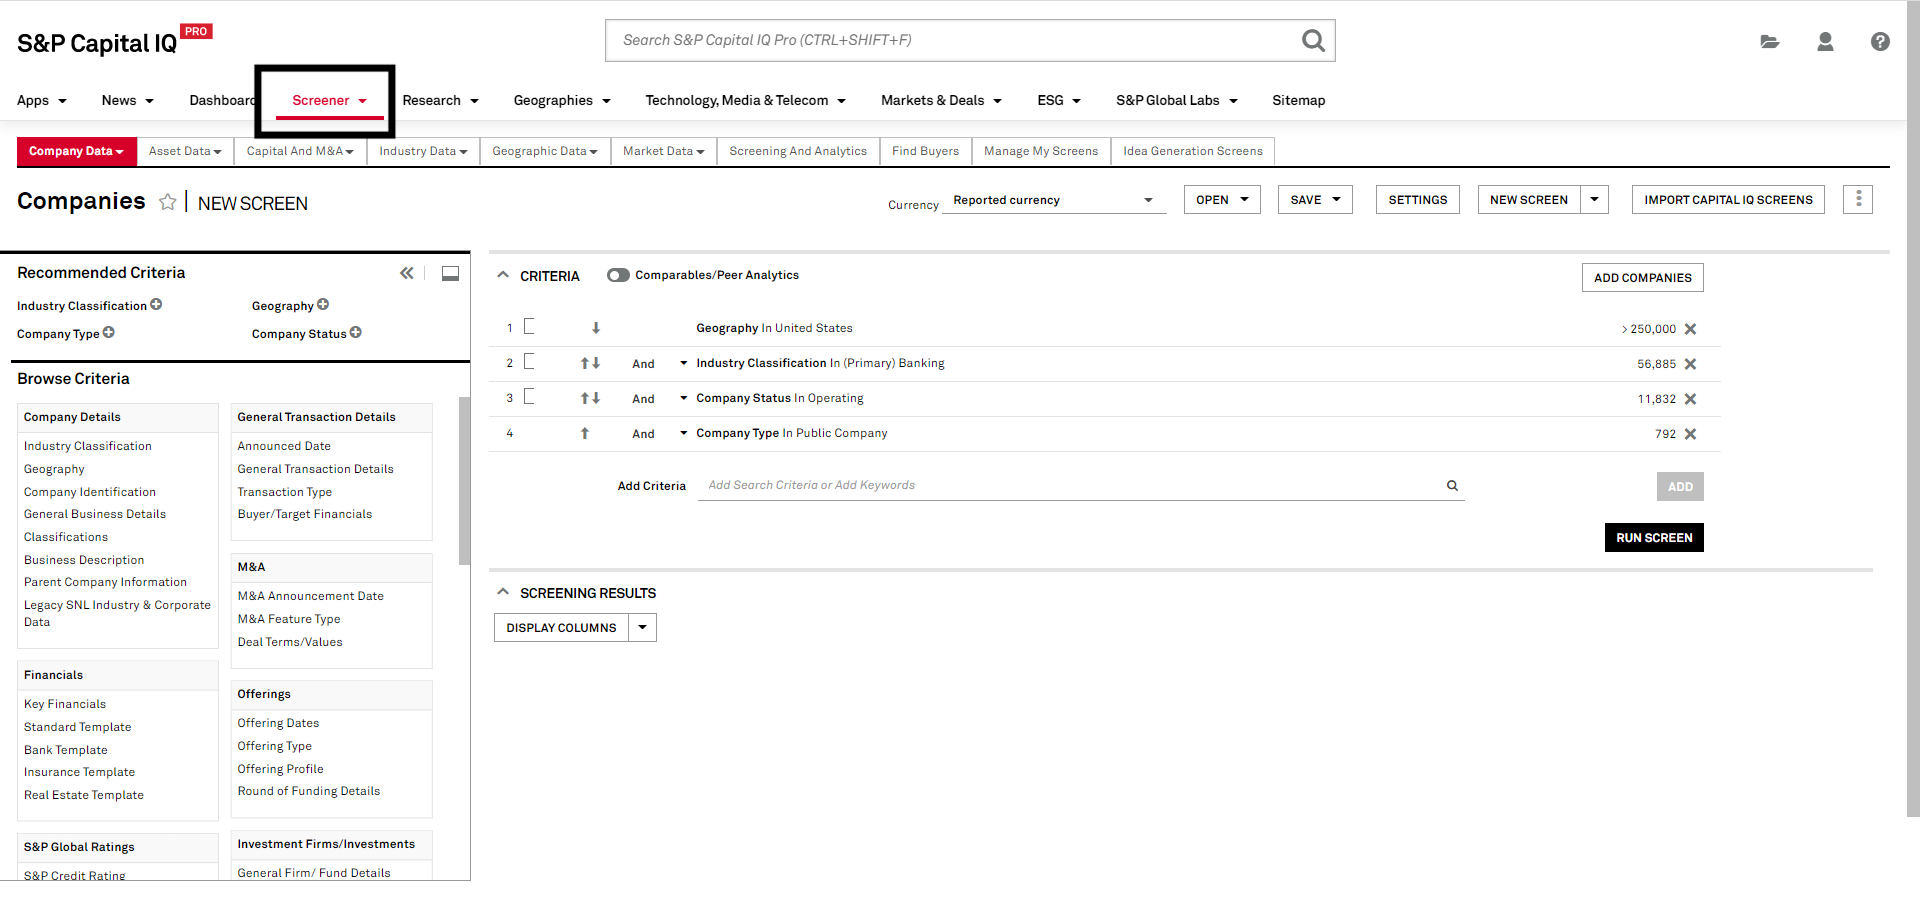 S&P Capital IQ PRO
Search S&P Capital IQ Pro (CTRL+SHIFT+F)
Apps News Dashboard Screener Research Geographies Technology, Media & Telecom Markets & Deals ESG S&P Global Labs Sitemap
Company Data Asset Data Capital And M&A Industry Data Geographic Data Market Data Screening And Analytics Find Buyers Manage My Screens Idea Generation Screens
Companies NEW SCREEN
Currency Reported currency OPEN SAVE SETTINGS NEW SCREEN IMPORT CAPITAL IQ SCREENS
Recommended Criteria
Industry Classification Geography
Company Type Company Status
Browse Criteria
Company Details
Industry Classification
Geography
Company Identification
General Business Details
Classifications
Business Description
Parent Company Information
Legacy SNL Industry & Corporate
Data
Financials
Key Financials
Standard Template
Bank Template
Insurance Template
Real Estate Template
S&P Global Ratings
S&P Credit Rating
General Transaction Details
Announced Date
General Transaction Details
Transaction Type
Buyer/Target Financials
M&A
M&A Announcement Date
M&A Feature Type
Deal Terms/Values
Offerings
Offering Dates
Offering Type
Offering Profile
Round of Funding Details
Investment Firms/Investments
General Firm/ Fund Details
CRITERIA Comparables/Peer Analytics ADD COMPANIES
1 Geography In United States > 250,000
2 And Industry Classification In (Primary) Banking 56,885
3 And Company Status In Operating 11,832
4 And Company Type In Public Company 792
Add Criteria Add Search Criteria or Add Keywords ADD
RUN SCREEN
SCREENING RESULTS
DISPLAY COLUMNS